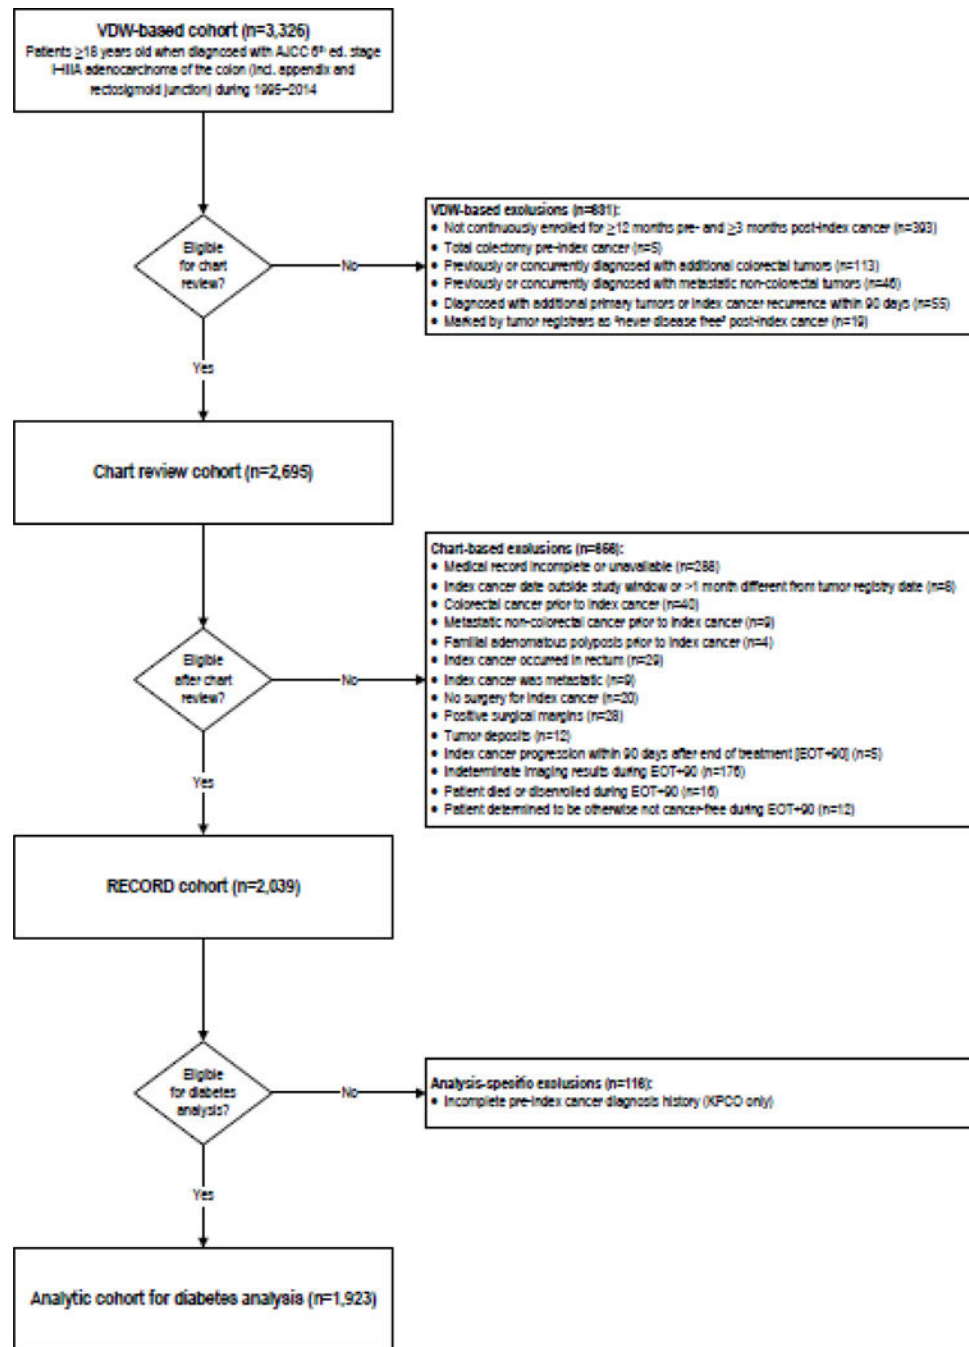 VDW-based cohort (n=3,326)
Patients ≥18 years old when diagnosed with AJCC 6th ed. stage
I–IIIA adenocarcinoma of the colon (incl. appendix and
rectosigmoid junction) during 1995–2014
Eligible
for chart
review?
No
VDW-based exclusions (n=631):
• Not continuously enrolled for ≥12 months pre- and ≥3 months post-index cancer (n=393)
• Total colectomy pre-index cancer (n=5)
• Previously or concurrently diagnosed with additional colorectal tumors (n=113)
• Previously or concurrently diagnosed with metastatic non-colorectal tumors (n=46)
• Diagnosed with additional primary tumors or index cancer recurrence within 90 days (n=55)
• Marked by tumor registrars as "never disease free" post-index cancer (n=19)
Yes
Chart review cohort (n=2,695)
Eligible
after chart
review?
No
Chart-based exclusions (n=656):
• Medical record incomplete or unavailable (n=288)
• Index cancer date outside study window or >1 month different from tumor registry date (n=8)
• Colorectal cancer prior to index cancer (n=40)
• Metastatic non-colorectal cancer prior to index cancer (n=9)
• Familial adenomatous polyposis prior to index cancer (n=4)
• Index cancer occurred in rectum (n=29)
• Index cancer was metastatic (n=9)
• No surgery for index cancer (n=20)
• Positive surgical margins (n=28)
• Tumor deposits (n=12)
• Index cancer progression within 90 days after end of treatment [EOT+90] (n=5)
• Indeterminate imaging results during EOT+90 (n=176)
• Patient died or disenrolled during EOT+90 (n=16)
• Patient determined to be otherwise not cancer-free during EOT+90 (n=12)
Yes
RECORD cohort (n=2,039)
Eligible
for diabetes
analysis?
No
Analysis-specific exclusions (n=116):
• Incomplete pre-index cancer diagnosis history (KPCO only)
Yes
Analytic cohort for diabetes analysis (n=1,923)